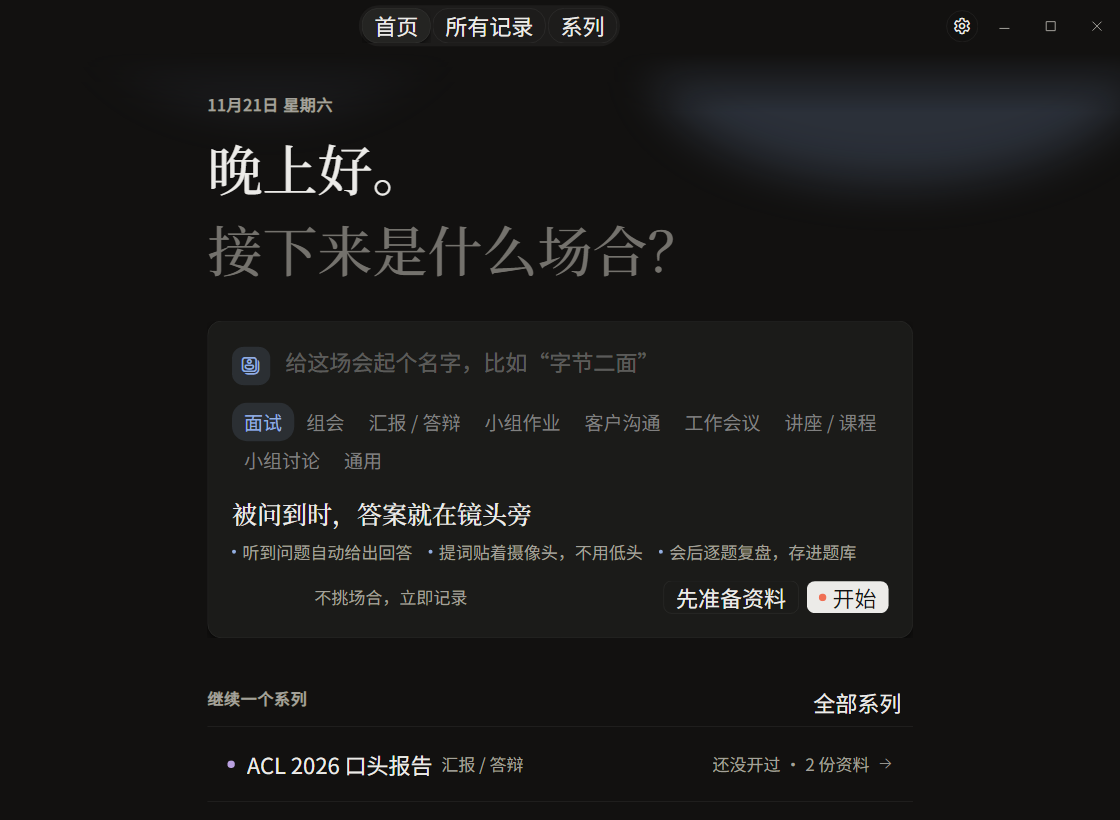 首页 所有记录 系列
11月21日 星期六
晚上好。
接下来是什么场合？
给这场会起个名字，比如“字节二面”
面试 组会 汇报 / 答辩 小组作业 客户沟通 工作会议 讲座 / 课程
小组讨论 通用
被问到时，答案就在镜头旁
• 听到问题自动给出回答 • 提词贴着摄像头，不用低头 • 会后逐题复盘，存进题库
不挑场合，立即记录 先准备资料 开始
继续一个系列 全部系列
ACL 2026 口头报告 汇报 / 答辩 还没开过 · 2 份资料 →